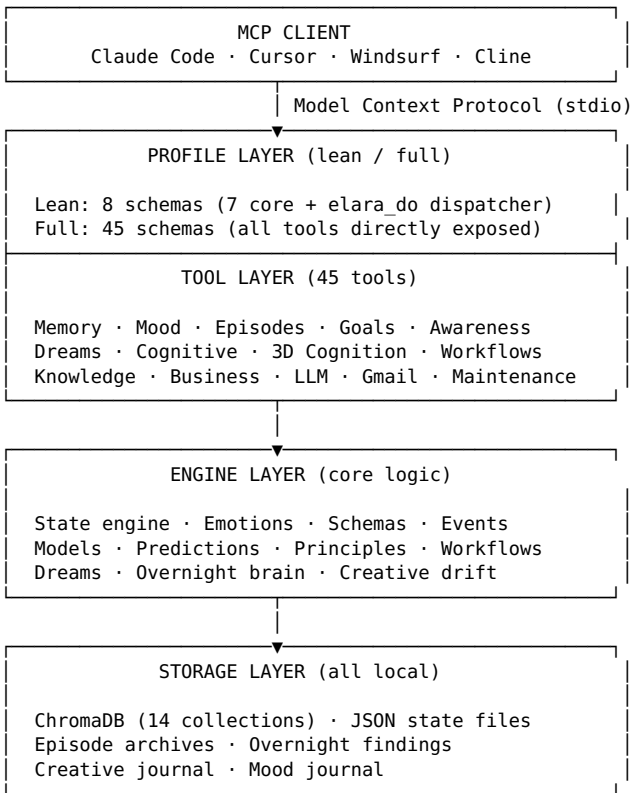 MCP CLIENT
Claude Code · Cursor · Windsurf · Cline
Model Context Protocol (stdio)
PROFILE LAYER (lean / full)
Lean: 8 schemas (7 core + elara_do dispatcher)
Full: 45 schemas (all tools directly exposed)
TOOL LAYER (45 tools)
Memory · Mood · Episodes · Goals · Awareness
Dreams · Cognitive · 3D Cognition · Workflows
Knowledge · Business · LLM · Gmail · Maintenance
ENGINE LAYER (core logic)
State engine · Emotions · Schemas · Events
Models · Predictions · Principles · Workflows
Dreams · Overnight brain · Creative drift
STORAGE LAYER (all local)
ChromaDB (14 collections) · JSON state files
Episode archives · Overnight findings
Creative journal · Mood journal